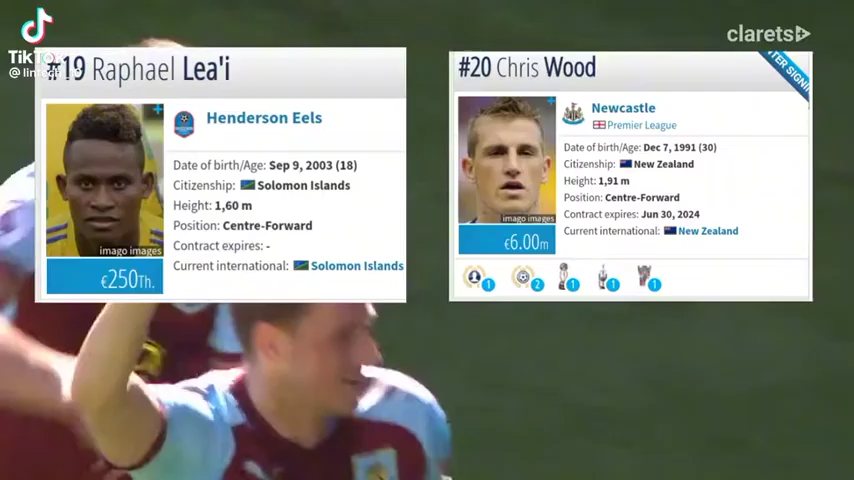 TikTok
clarets
#19 Raphael Lea'i
Henderson Eels
Date of birth/Age: Sep 9, 2003 (18)
Citizenship: Solomon Islands
Height: 1,60 m
Position: Centre-Forward
Contract expires: -
Current international: Solomon Islands
imago images
€250Th.
#20 Chris Wood
Newcastle
Premier League
Date of birth/Age: Dec 7, 1991 (30)
Citizenship: New Zealand
Height: 1,91 m
Position: Centre-Forward
Contract expires: Jun 30, 2024
Current international: New Zealand
imago images
€6.00m
1
2
1
1
1